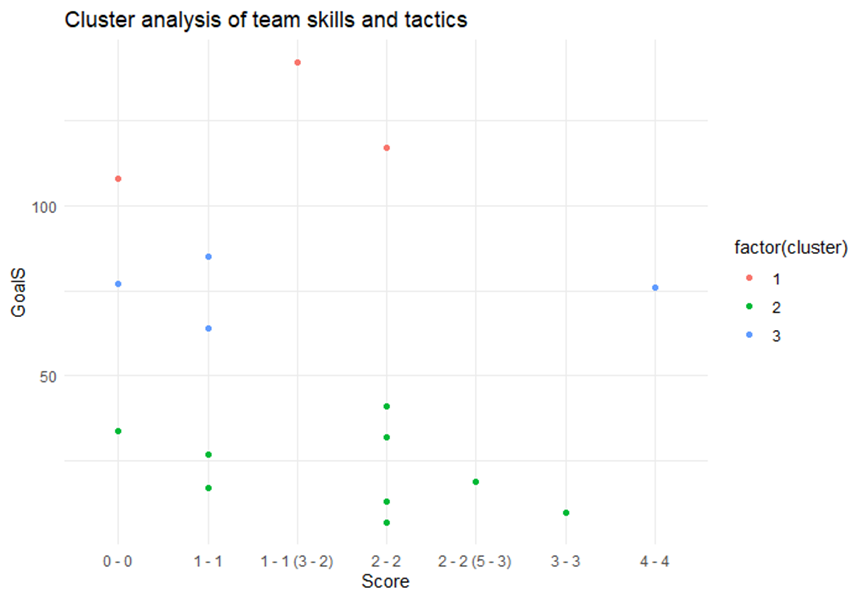 Cluster analysis of team skills and tactics
100
50
GoalS
0 - 0
1 - 1
1 - 1 (3 - 2)
2 - 2
2 - 2 (5 - 3)
3 - 3
4 - 4
Score
factor(cluster)
1
2
3